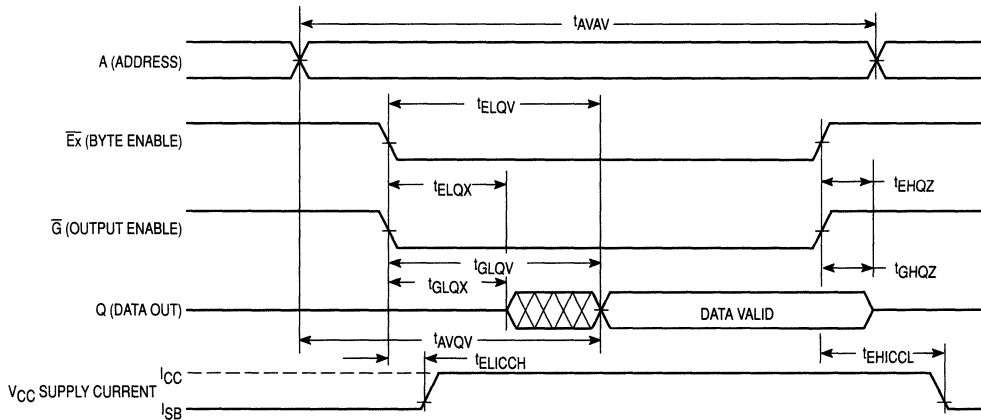 tAVAV
A (ADDRESS)
tELQV
E̅x̅ (BYTE ENABLE)
tELQX
tEHQZ
G̅ (OUTPUT ENABLE)
tGLQV
tGHQZ
tGLQX
Q (DATA OUT)
DATA VALID
tAVQV
tELICCH
tEHICCL
ICC
VCC SUPPLY CURRENT
ISB